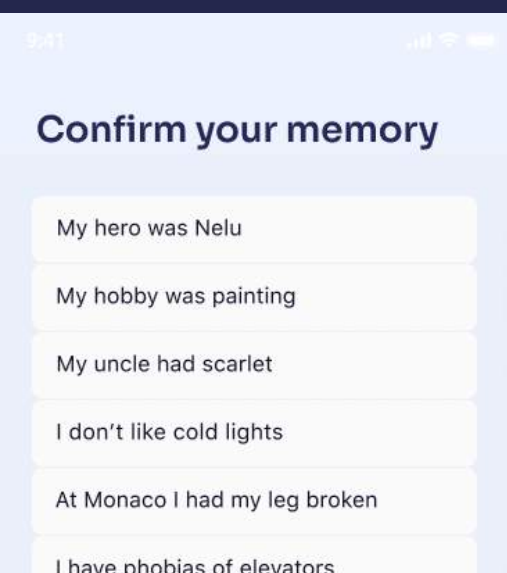 9:41
Confirm your memory
My hero was Nelu
My hobby was painting
My uncle had scarlet
I don’t like cold lights
At Monaco I had my leg broken
I have phobias of elevators